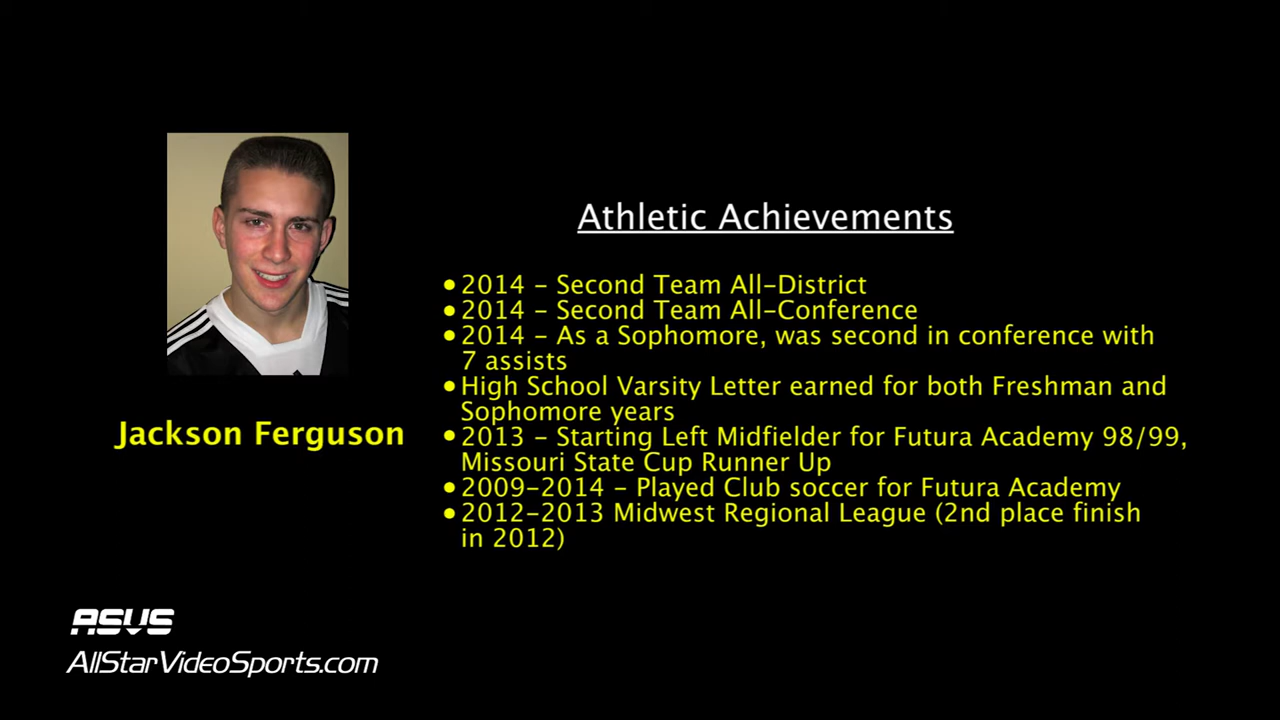 Athletic Achievements
•2014 – Second Team All-District
•2014 – Second Team All-Conference
•2014 – As a Sophomore, was second in conference with
7 assists
•High School Varsity Letter earned for both Freshman and
Sophomore years
•2013 – Starting Left Midfielder for Futura Academy 98/99,
Missouri State Cup Runner Up
•2009-2014 – Played Club soccer for Futura Academy
•2012-2013 Midwest Regional League (2nd place finish
in 2012)
Jackson Ferguson
ASVS
AllStarVideoSports.com